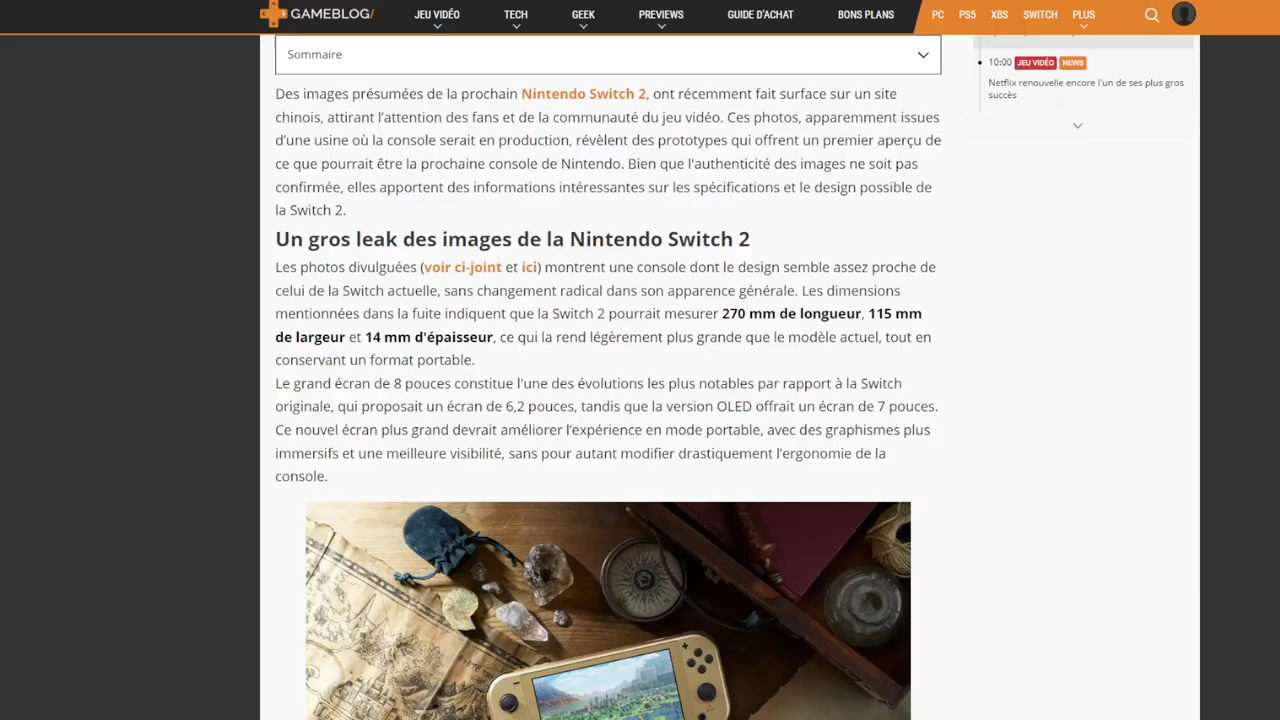 GAMEBLOG/
JEU VIDÉO TECH GEEK PREVIEWS GUIDE D'ACHAT BONS PLANS PC PS5 XBS SWITCH PLUS
Sommaire
Des images présumées de la prochain Nintendo Switch 2, ont récemment fait surface sur un site
chinois, attirant l’attention des fans et de la communauté du jeu vidéo. Ces photos, apparemment issues
d’une usine où la console serait en production, révèlent des prototypes qui offrent un premier aperçu de
ce que pourrait être la prochaine console de Nintendo. Bien que l'authenticité des images ne soit pas
confirmée, elles apportent des informations intéressantes sur les spécifications et le design possible de
la Switch 2.
Un gros leak des images de la Nintendo Switch 2
Les photos divulguées (voir ci-joint et ici) montrent une console dont le design semble assez proche de
celui de la Switch actuelle, sans changement radical dans son apparence générale. Les dimensions
mentionnées dans la fuite indiquent que la Switch 2 pourrait mesurer 270 mm de longueur, 115 mm
de largeur et 14 mm d'épaisseur, ce qui la rend légèrement plus grande que le modèle actuel, tout en
conservant un format portable.
Le grand écran de 8 pouces constitue l'une des évolutions les plus notables par rapport à la Switch
originale, qui proposait un écran de 6,2 pouces, tandis que la version OLED offrait un écran de 7 pouces.
Ce nouvel écran plus grand devrait améliorer l’expérience en mode portable, avec des graphismes plus
immersifs et une meilleure visibilité, sans pour autant modifier drastiquement l’ergonomie de la
console.
10:00 JEU VIDÉO NEWS
Netflix renouvelle encore l'un de ses plus gros
succès